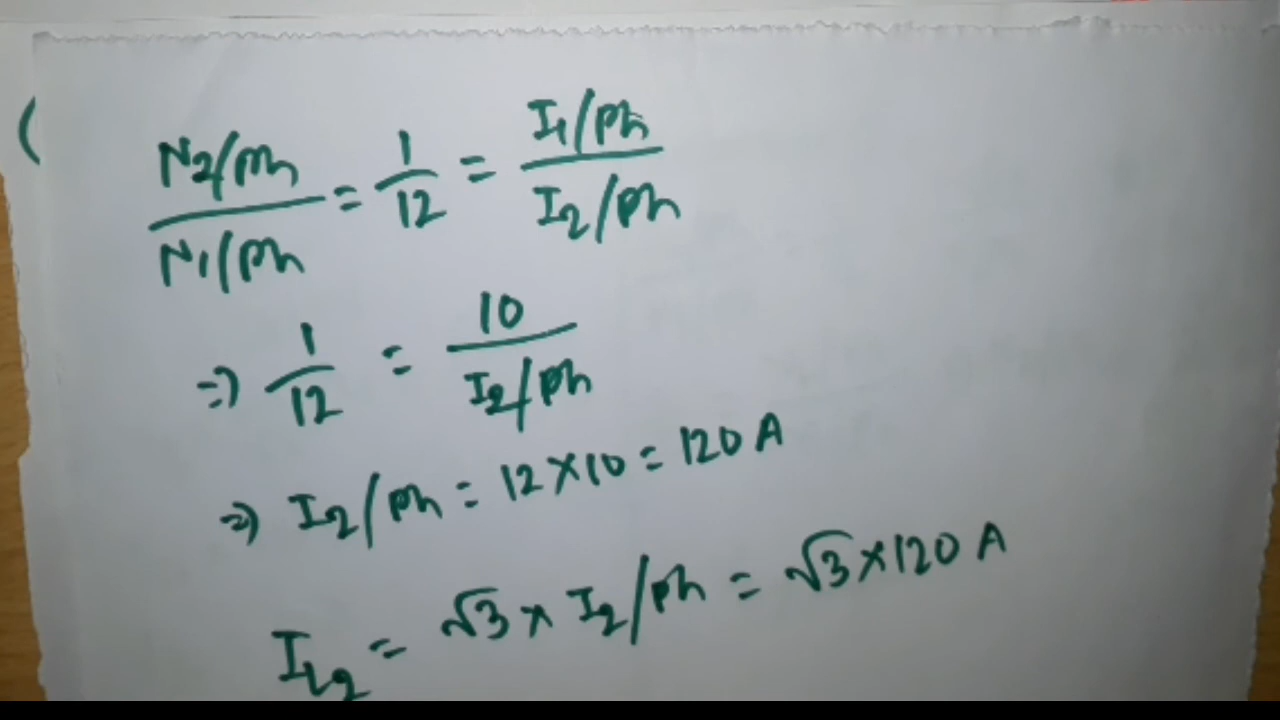 (
N2/Ph / N1/Ph = 1/12 = I1/Ph / I2/Ph
⇒ 1/12 = 10 / I2/Ph
⇒ I2/Ph = 12×10 = 120 A
IL2 = √3 × I2/Ph = √3×120 A